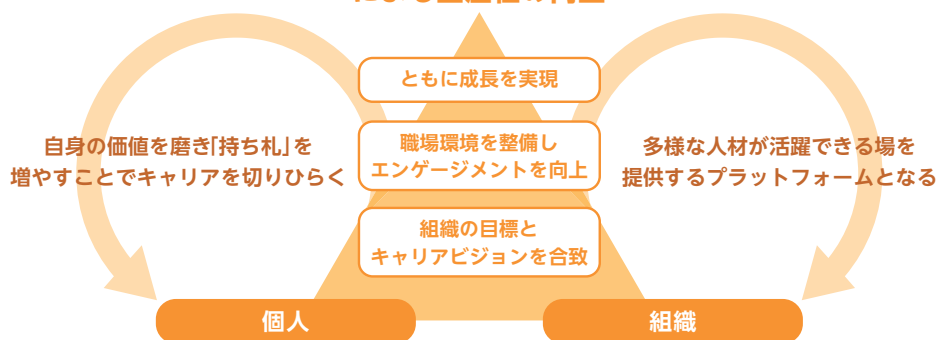 ともに成長を実現
自身の価値を磨き「持ち札」を
増やすことでキャリアを切りひらく
職場環境を整備し
エンゲージメントを向上
多様な人材が活躍できる場を
提供するプラットフォームとなる
組織の目標と
キャリアビジョンを合致
個人
組織